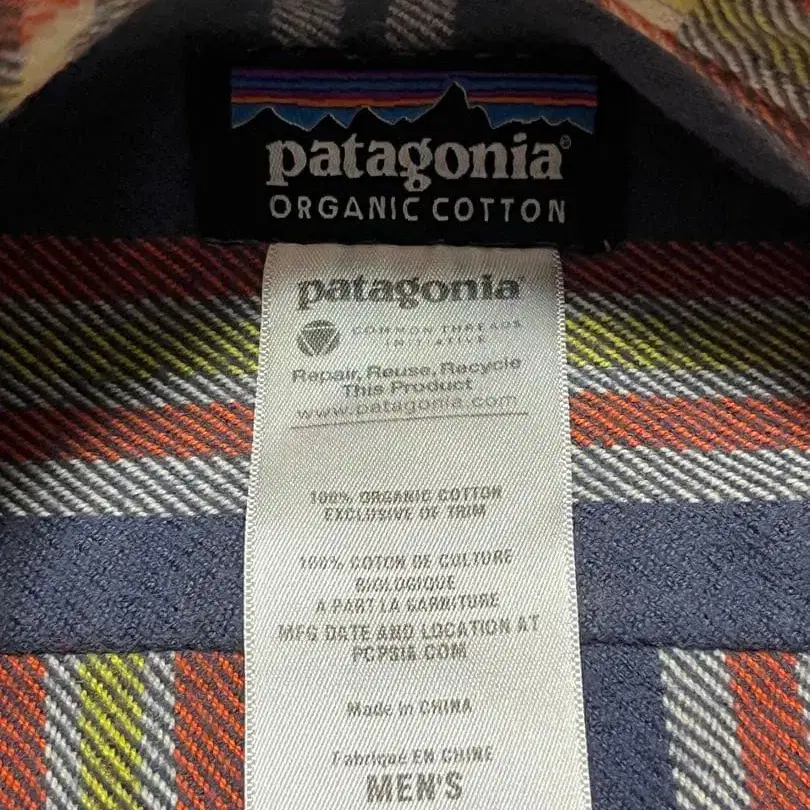 patagonia®
ORGANIC COTTON
patagonia®
COMMON THREADS
INITIATIVE
Repair, Reuse, Recycle
This Product
www.patagonia.com
100% ORGANIC COTTON
EXCLUSIVE OF TRIM
100% COTON DE CULTURE
BIOLOGIQUE
A PART LA GARNITURE
MFG DATE AND LOCATION AT
PCPSIA.COM
Made in CHINA
Fabriqué EN CHINE
MEN'S